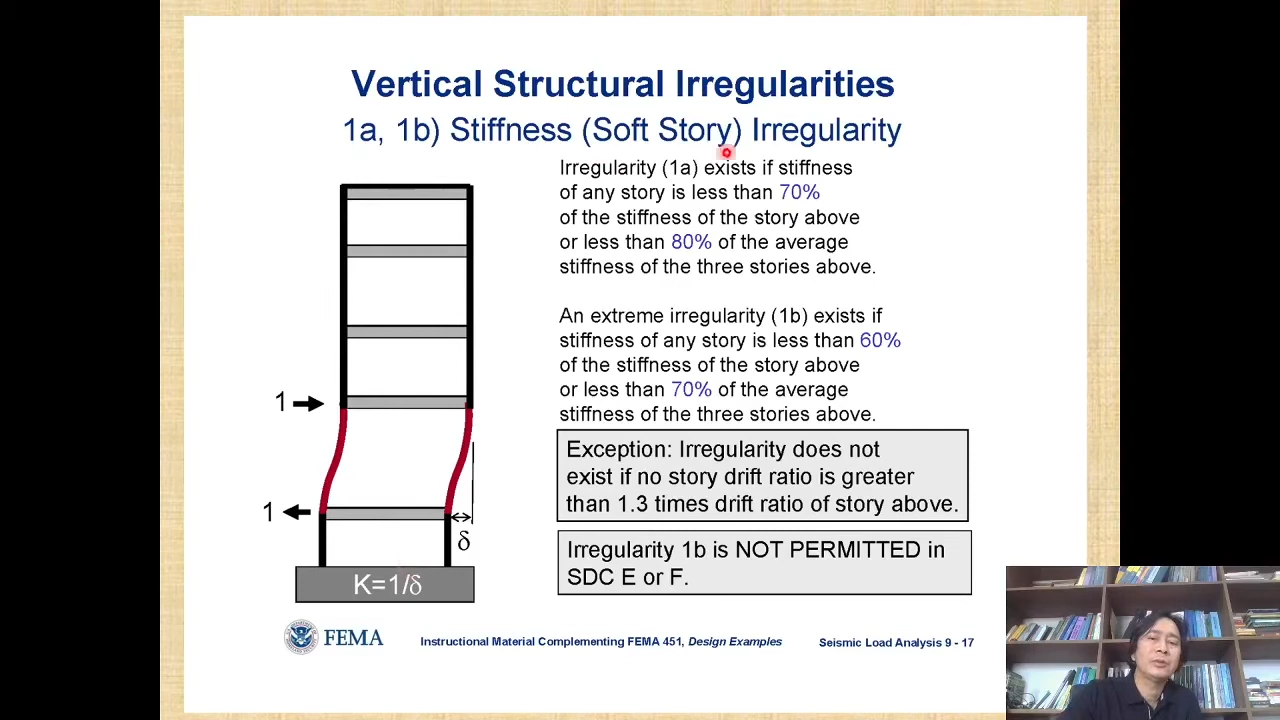 Vertical Structural Irregularities
1a, 1b) Stiffness (Soft Story) Irregularity
Irregularity (1a) exists if stiffness
of any story is less than 70%
of the stiffness of the story above
or less than 80% of the average
stiffness of the three stories above.
An extreme irregularity (1b) exists if
stiffness of any story is less than 60%
of the stiffness of the story above
or less than 70% of the average
stiffness of the three stories above.
Exception: Irregularity does not
exist if no story drift ratio is greater
than 1.3 times drift ratio of story above.
Irregularity 1b is NOT PERMITTED in
SDC E or F.
1
1
δ
K=1/δ
FEMA
Instructional Material Complementing FEMA 451, Design Examples
Seismic Load Analysis 9 - 17